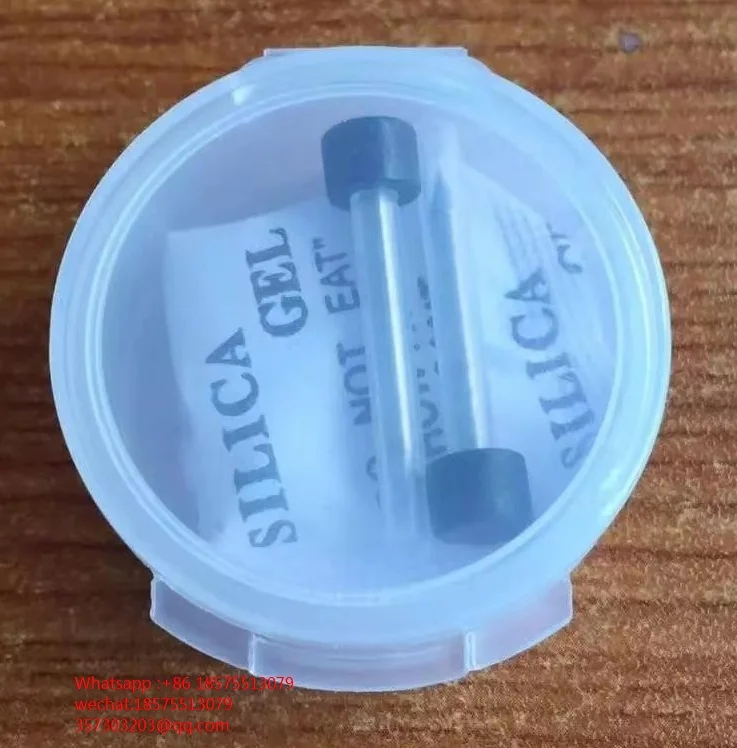 SILICA
GEL
DO NOT EAT"
SILICA
Whatsapp :+86 18575513079
wechat:18575513079
357303203@qq.com